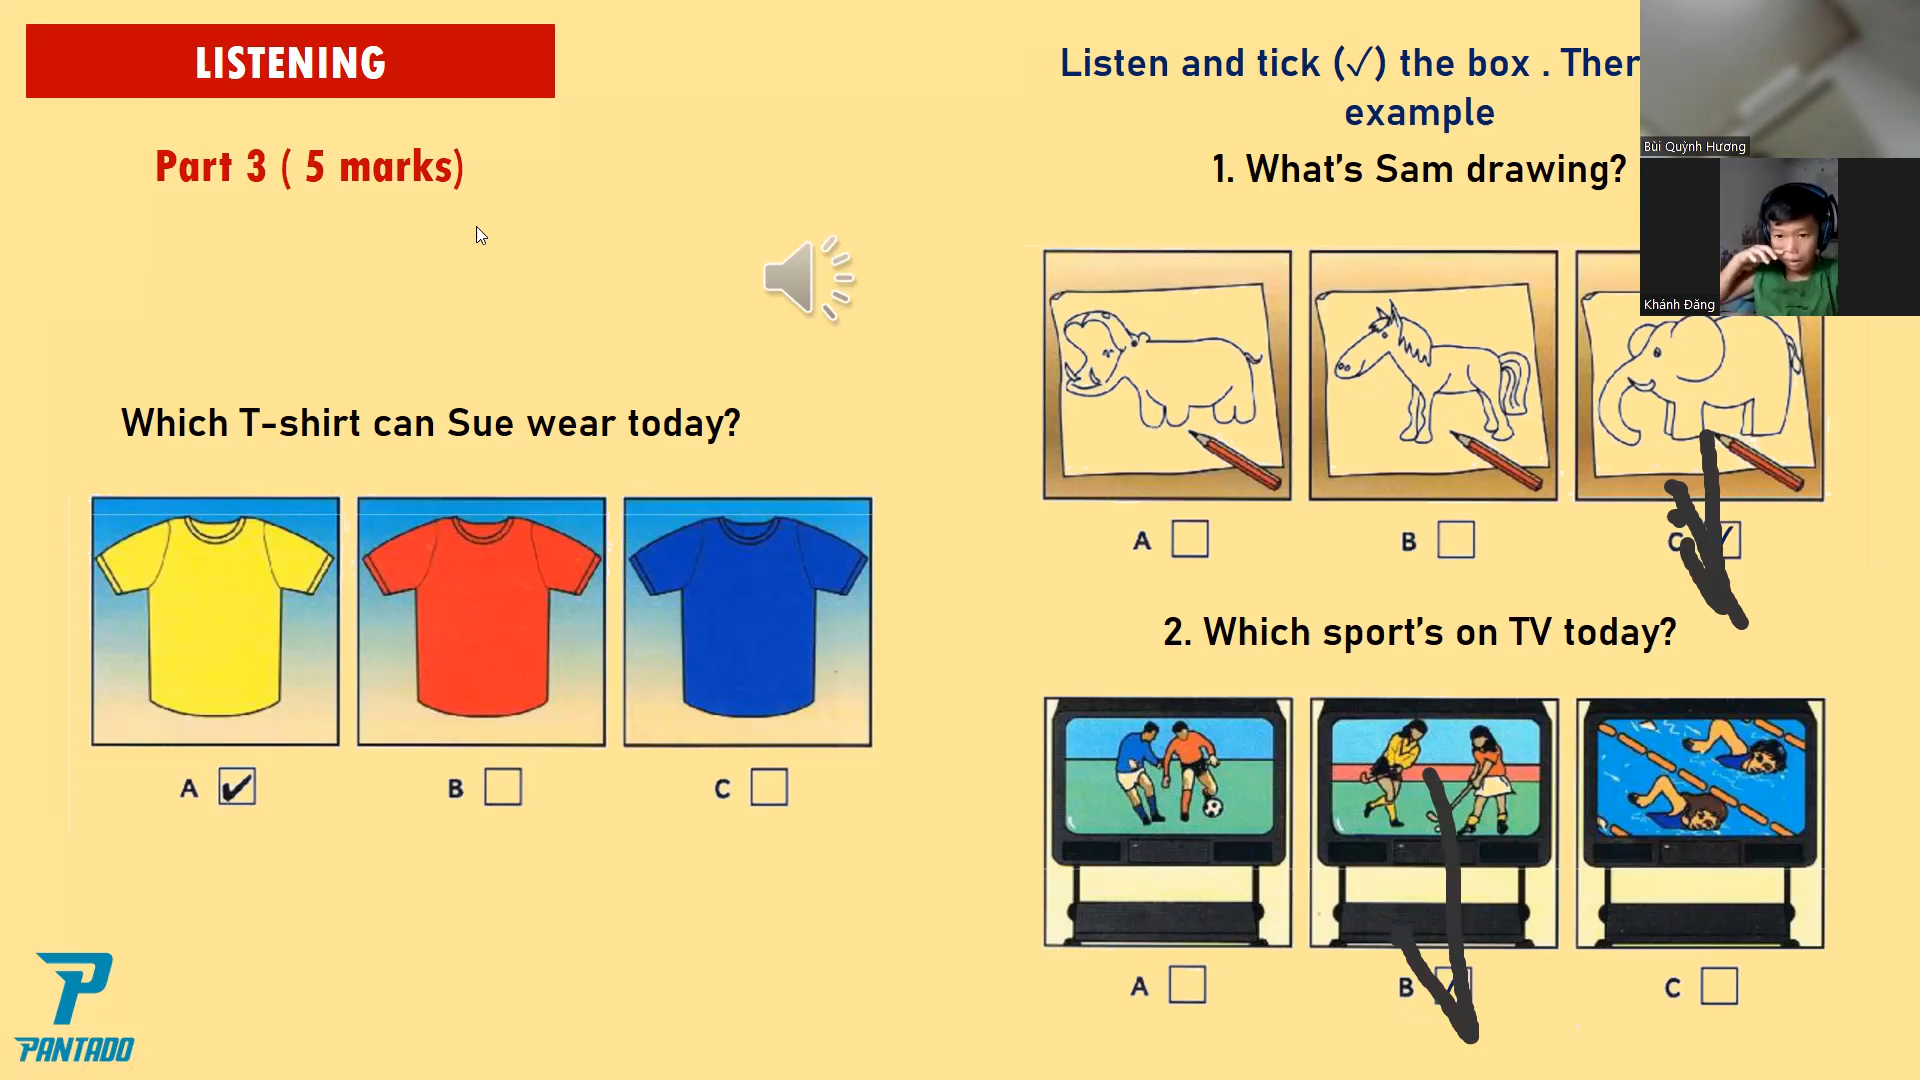 LISTENING
Part 3 ( 5 marks)
Which T-shirt can Sue wear today?
A
B
C
PANTADO
Listen and tick (✓) the box . Ther
example
1. What's Sam drawing?
A
B
C
2. Which sport's on TV today?
A
B
C
Bùi Quỳnh Hương
Khánh Đăng